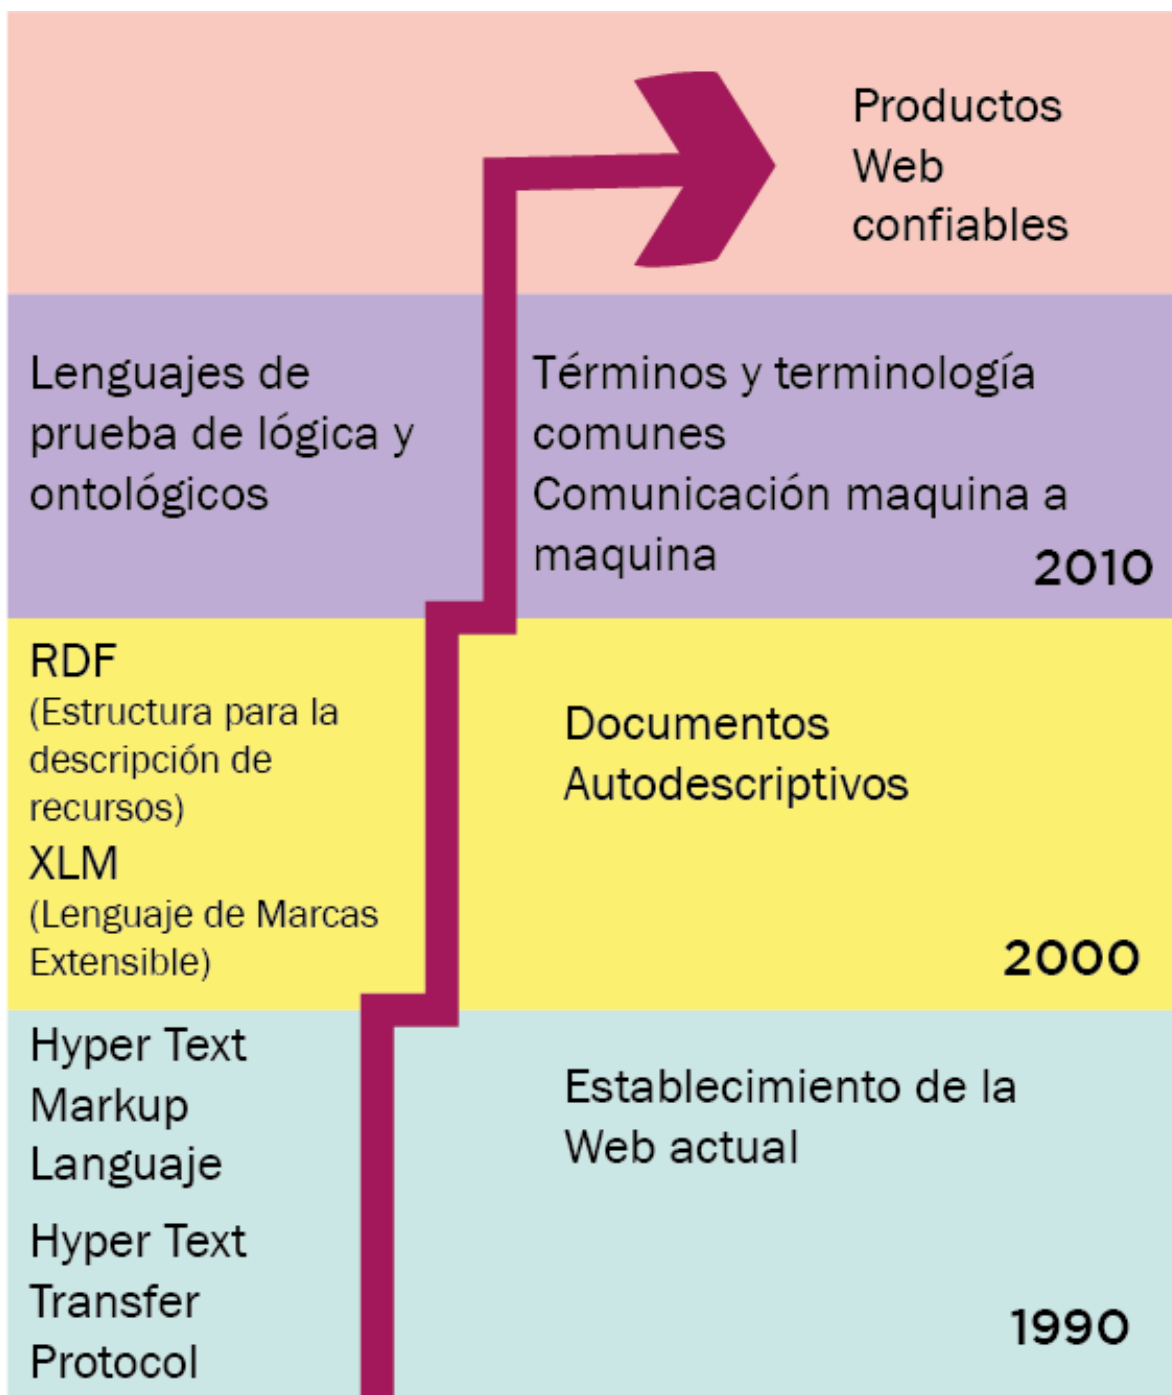 Productos
Web
confiables
Lenguajes de
prueba de lógica y
ontológicos
Términos y terminología
comunes
Comunicación maquina a
maquina
2010
RDF
(Estructura para la
descripción de
recursos)
XLM
(Lenguaje de Marcas
Extensible)
Documentos
Autodescriptivos
2000
Hyper Text
Markup
Languaje
Hyper Text
Transfer
Protocol
Establecimiento de la
Web actual
1990